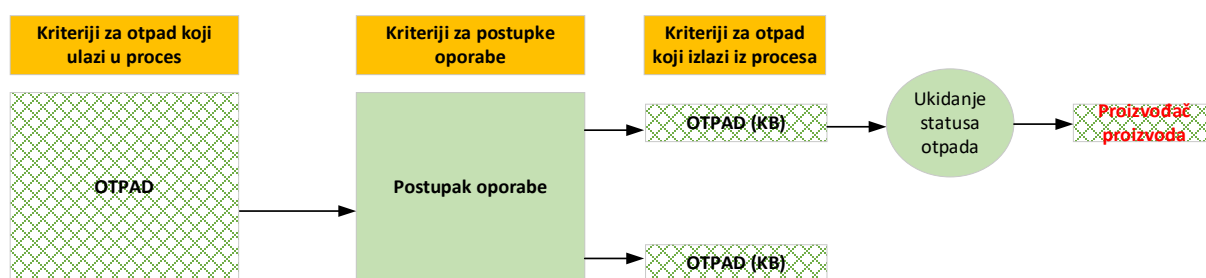 Kriteriji za otpad koji
ulazi u proces
Kriteriji za postupke
oporabe
Kriteriji za otpad
koji izlazi iz procesa
OTPAD
Postupak oporabe
OTPAD (KB)
Ukidanje
statusa
otpada
Proizvođač
proizvoda
OTPAD (KB)